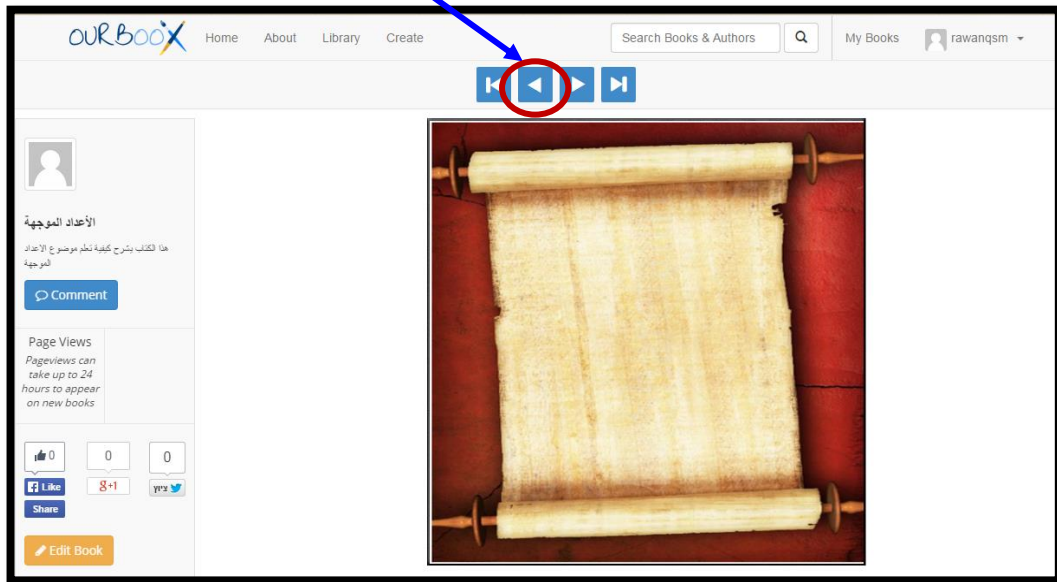 OURBOOX
Home About Library Create
Search Books & Authors
My Books
rawanqsm
الأعداد الموجهة
هذا الكتاب يشرح كيفية تعلم موضوع الاعداد
الموجهة
Comment
Page Views
Pageviews can
take up to 24
hours to appear
on new books
0 0 0
Like g+1 ציוץ
Share
Edit Book